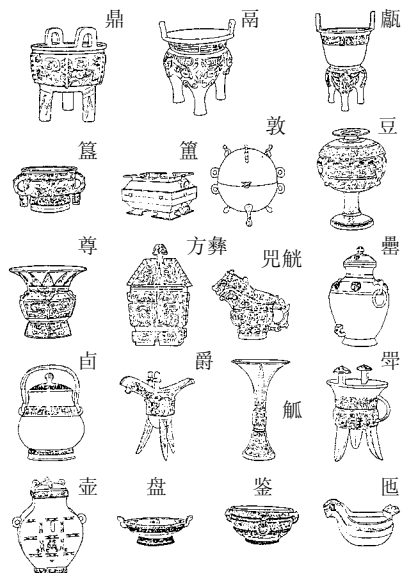 鼎 鬲 甗
簋 簠 敦 豆
尊 方彝 兕觥 罍
卣 爵 觚 斝
壶 盘 鉴 匜